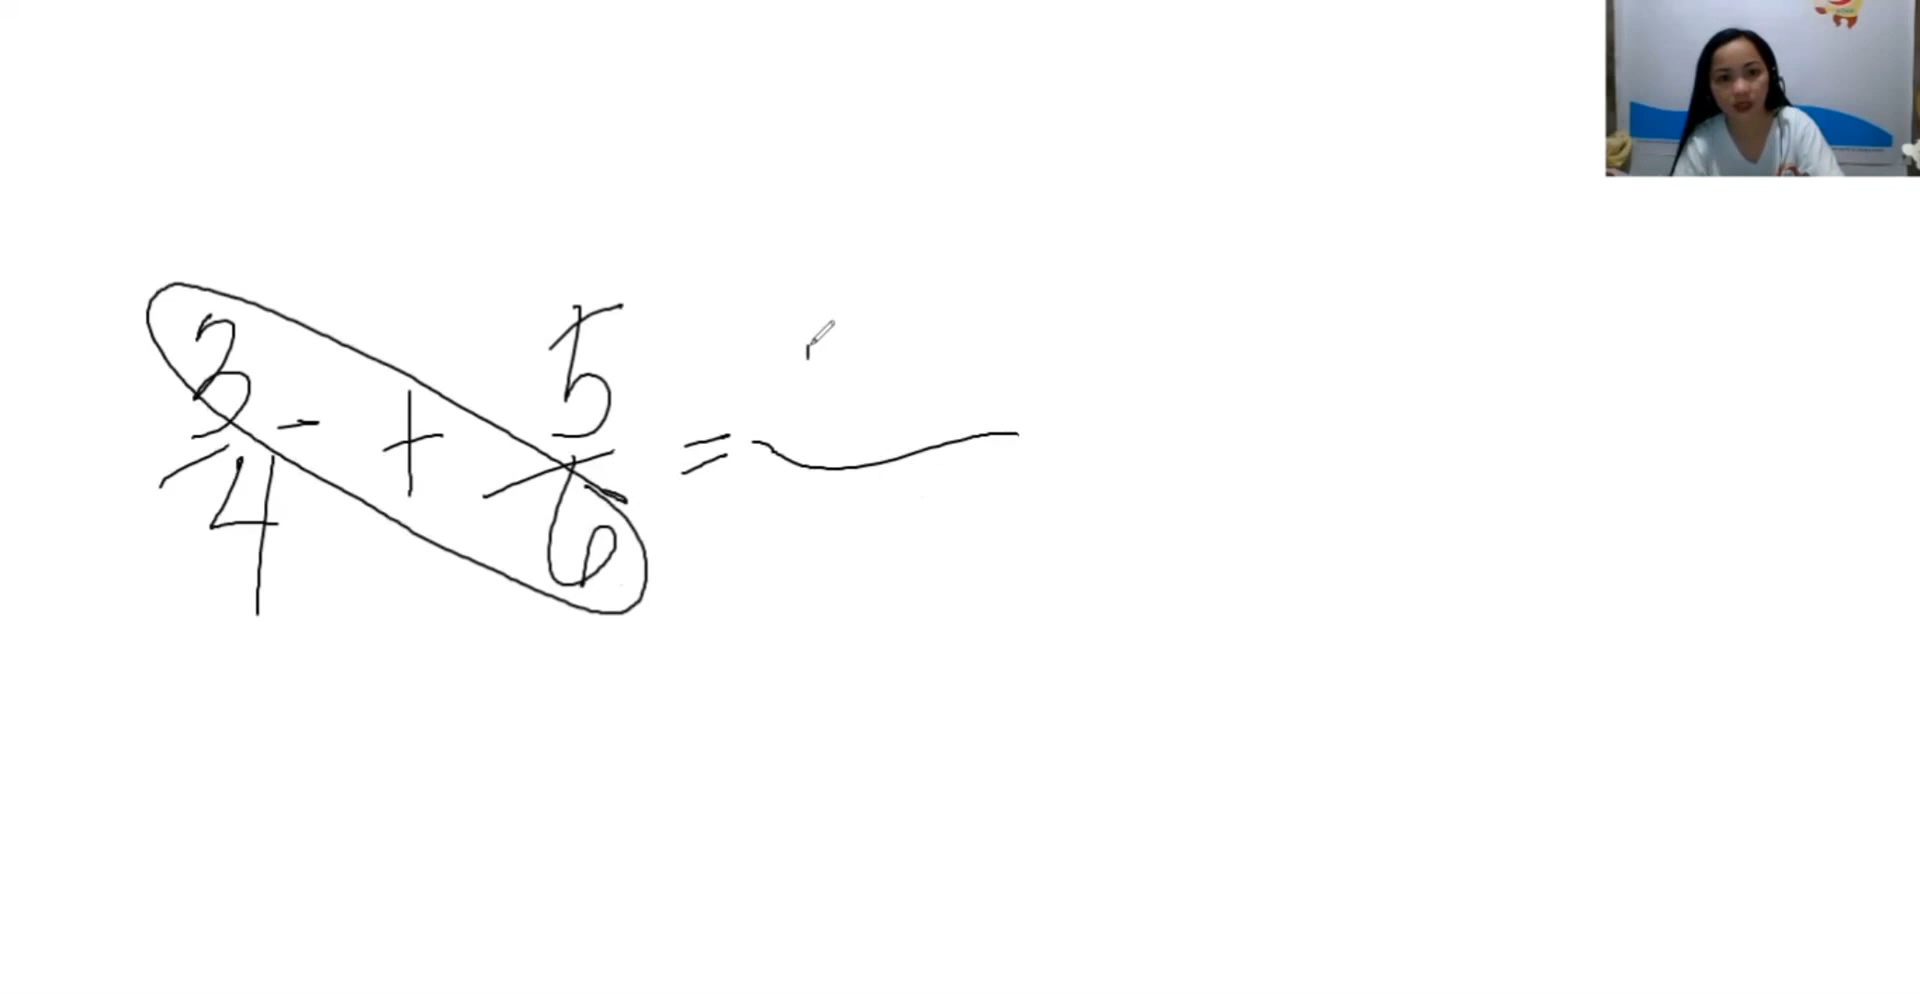 3/4 + 5/6 =